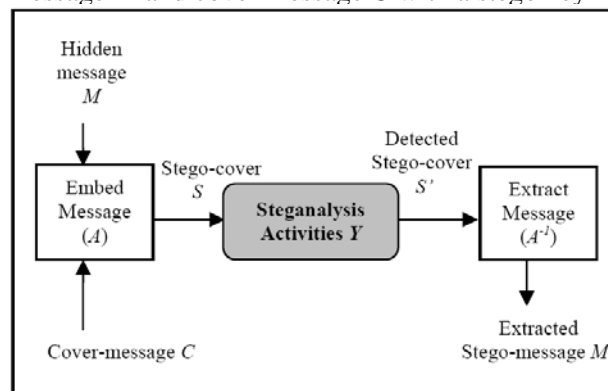 Hidden
message
M
Detected
Stego-cover
S'
Stego-cover
S
Embed
Message
(A)
Steganalysis
Activities Y
Extract
Message
(A⁻¹)
Cover-message C
Extracted
Stego-message M